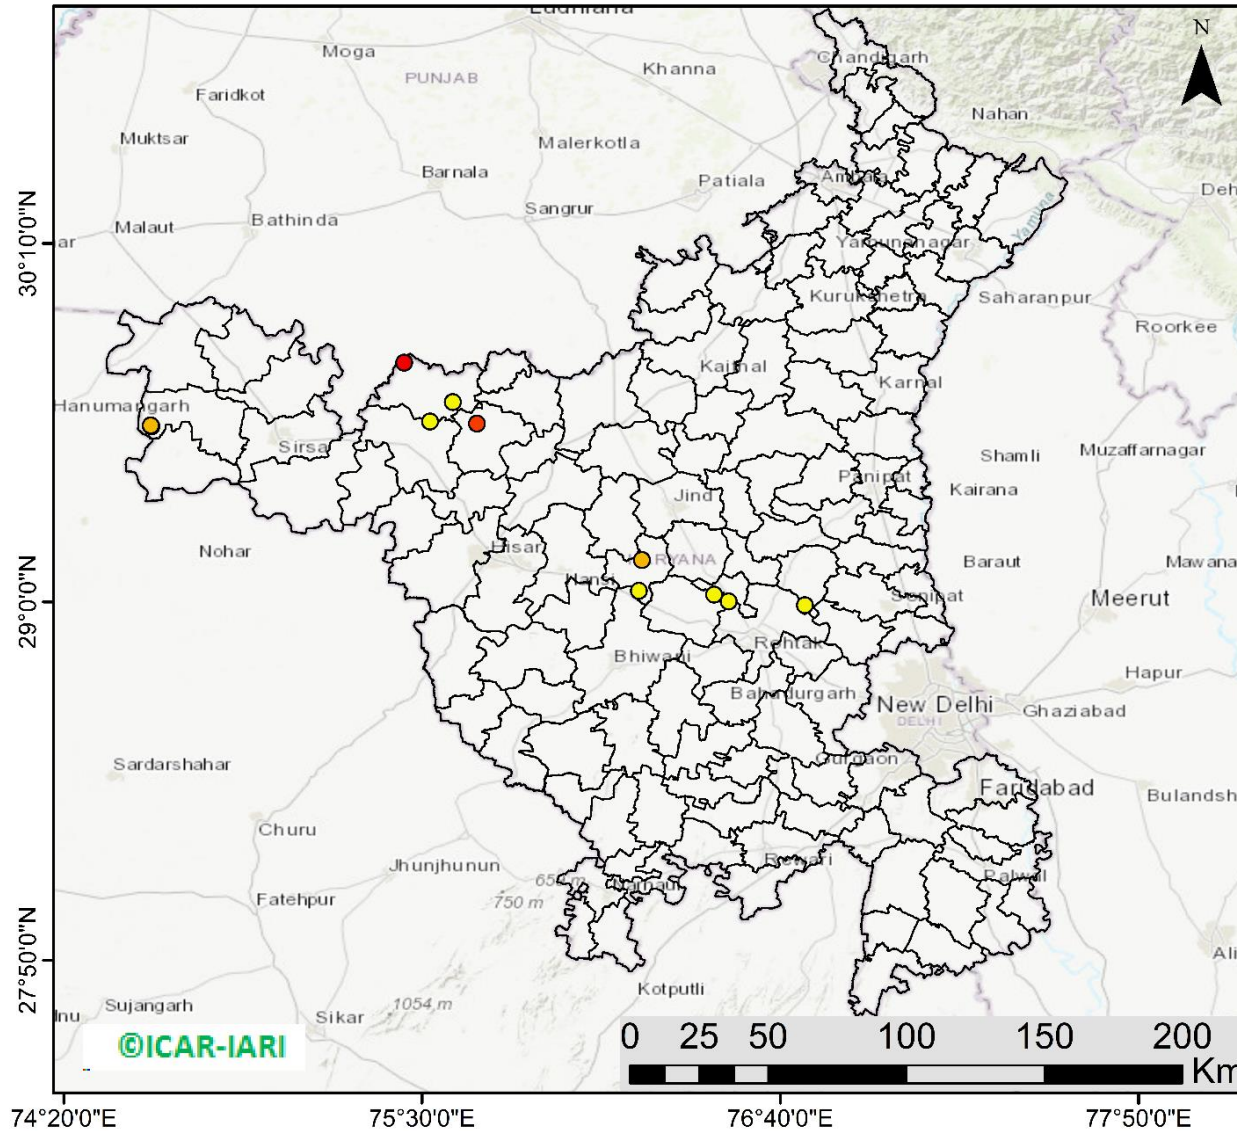 Ludhiana
N
Moga
Chandigarh
Khanna
PUNJAB
Faridkot
Nahan
Muktsar
Malerkotla
Barnala
Patiala
Ambala
Deh
Sangrur
Malaut
Bathinda
Yamuna
ar
Yamunanagar
30°10'0"N
Kurukshetra
Saharanpur
Roorkee
Kaithal
Karnal
Hanumangarh
Sirsa
Muzaffarnagar
Shamli
Panipat
Kairana
Jind
Nohar
Hisar
HARYANA
Baraut
Mawana
Hansi
29°0'0"N
Sonipat
Meerut
Rohtak
Bhiwani
Hapur
Bahadurgarh
New Delhi
DELHI
Ghaziabad
Sardarshahar
Gurgaon
Faridabad
Bulandsh
Churu
Jhunjhunun
Rewari
Narnaul
Palwal
Fatehpur
750 m
27°50'0"N
Ali
Kotputli
Sujangarh
1054 m
Sikar
©ICAR-IARI
0 25 50 100 150 200
Km
74°20'0"E 75°30'0"E 76°40'0"E 77°50'0"E